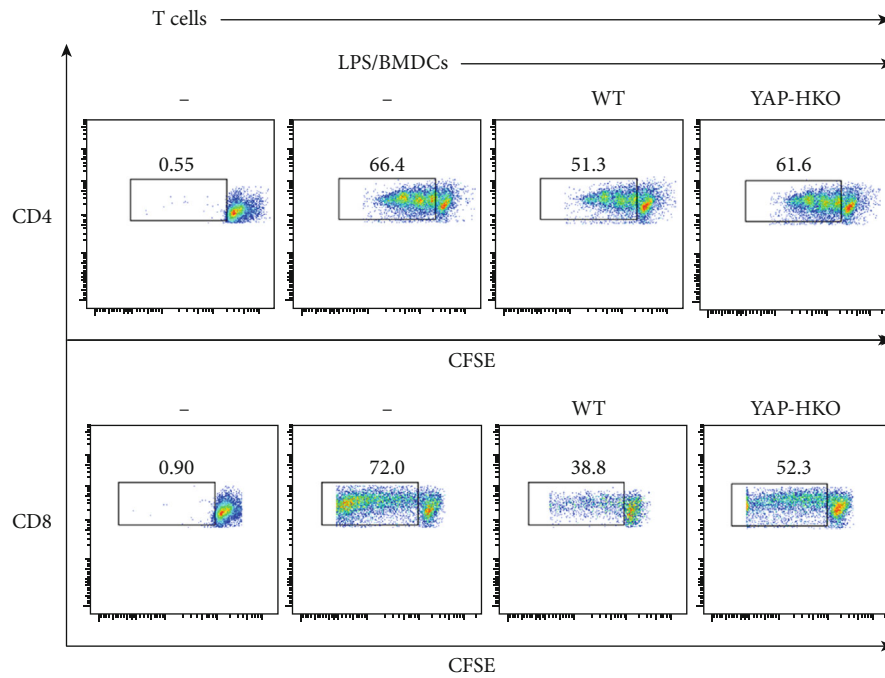 T cells
LPS/BMDCs
– – WT YAP-HKO
0.55 66.4 51.3 61.6
CD4
CFSE
– – WT YAP-HKO
0.90 72.0 38.8 52.3
CD8
CFSE